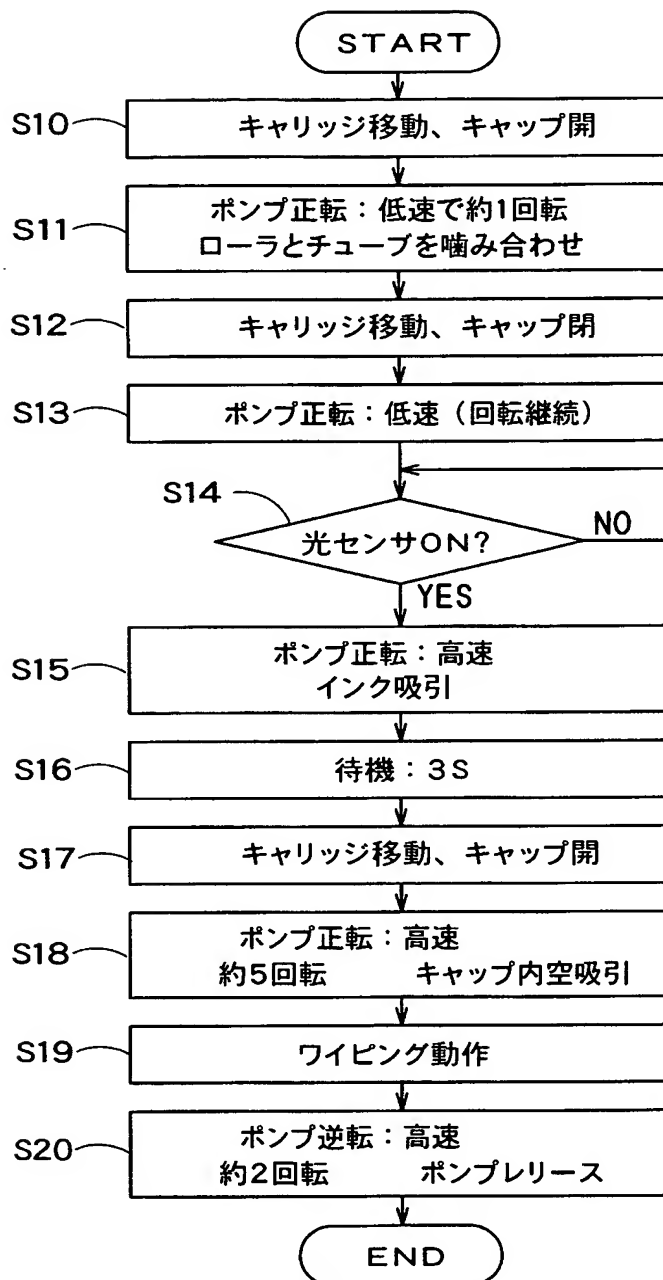 START
S10
キャリッジ移動、キャップ開
S11
ポンプ正転：低速で約1回転
ローラとチューブを噛み合わせ
S12
キャリッジ移動、キャップ閉
S13
ポンプ正転：低速（回転継続）
S14
光センサON?
NO
YES
S15
ポンプ正転：高速
インク吸引
S16
待機：3S
S17
キャリッジ移動、キャップ開
S18
ポンプ正転：高速
約5回転 キャップ内空吸引
S19
ワイピング動作
S20
ポンプ逆転：高速
約2回転 ポンプレリース
END